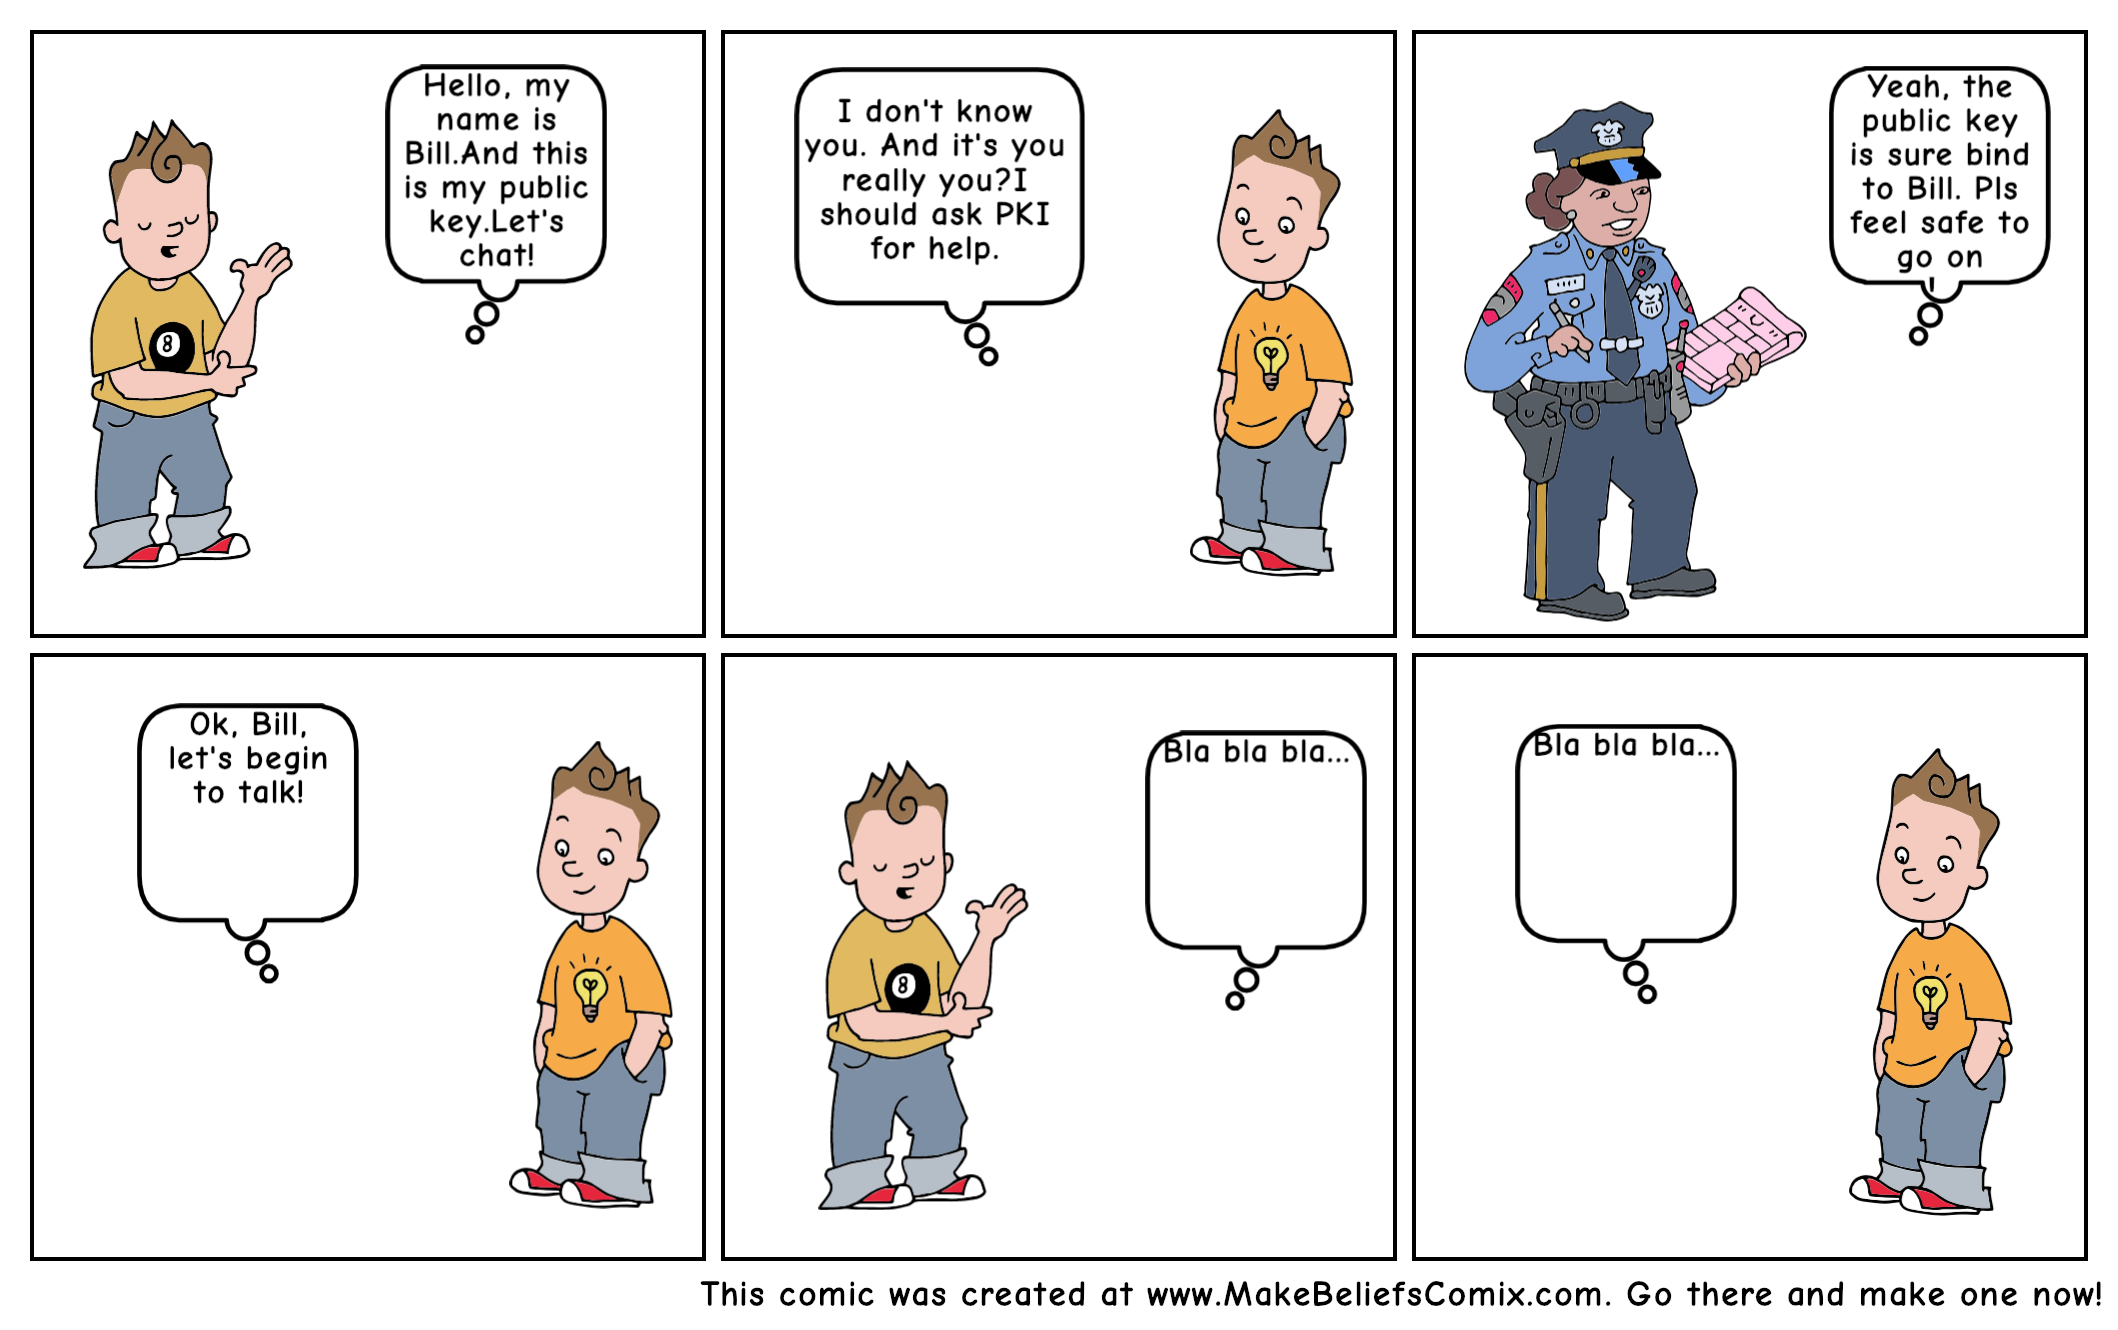 Hello, my
name is
Bill.And this
is my public
key.Let's
chat!
8
I don't know
you. And it's you
really you?I
should ask PKI
for help.
Yeah, the
public key
is sure bind
to Bill. Pls
feel safe to
go on
Ok, Bill,
let's begin
to talk!
Bla bla bla...
8
Bla bla bla...
This comic was created at www.MakeBeliefsComix.com. Go there and make one now!